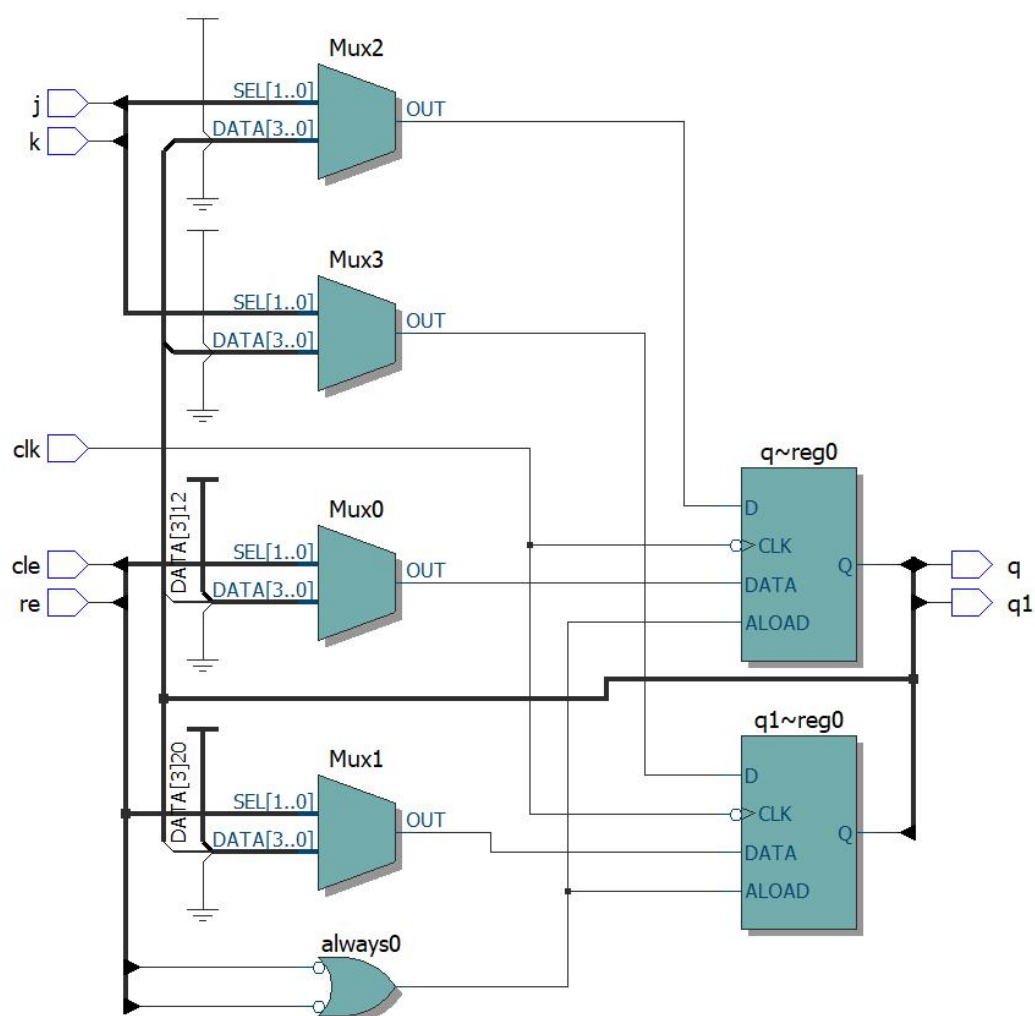 Mux2
j
SEL[1..0]
OUT
k
DATA[3..0]
Mux3
SEL[1..0]
OUT
DATA[3..0]
clk
q~reg0
D
CLK
DATA
ALOAD
Q
q
q1
DATA[3]12
Mux0
cle
SEL[1..0]
OUT
re
DATA[3..0]
q1~reg0
D
CLK
DATA
ALOAD
Q
DATA[3]20
Mux1
SEL[1..0]
OUT
DATA[3..0]
always0